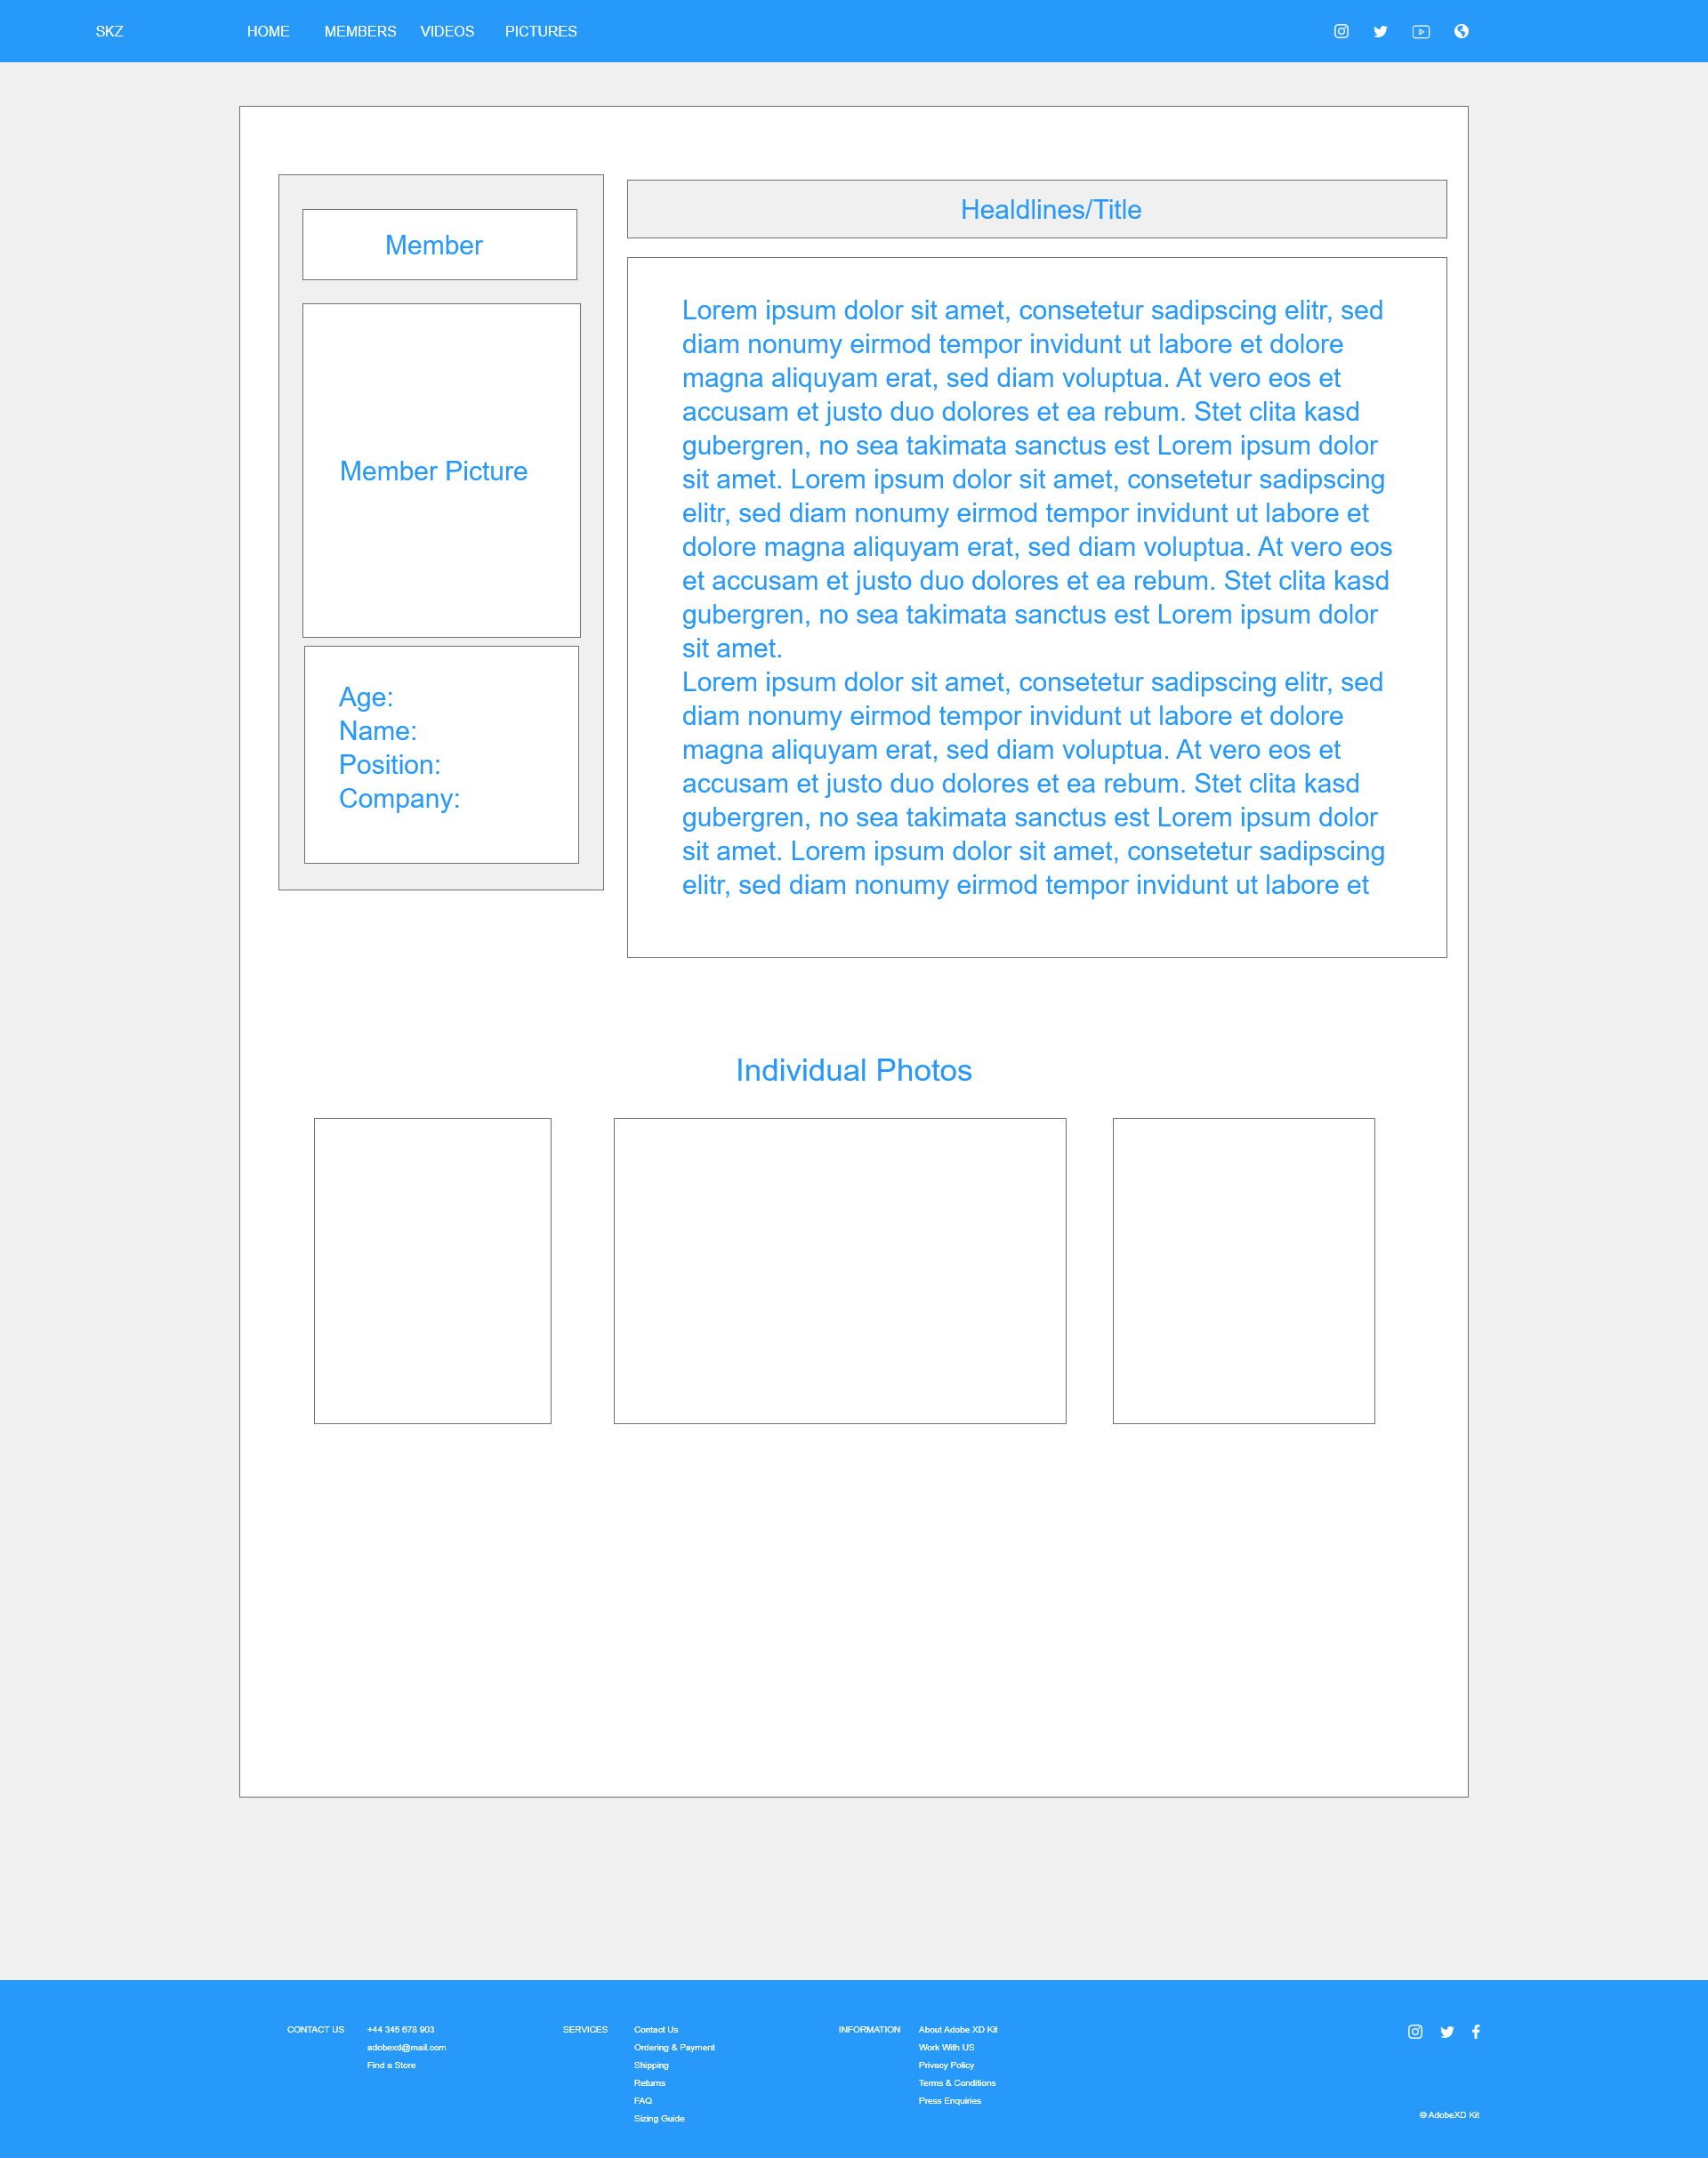 SKZ HOME MEMBERS VIDEOS PICTURES
Member
Member Picture
Age:
Name:
Position:
Company:
Healdlines/Title
Lorem ipsum dolor sit amet, consetetur sadipscing elitr, sed
diam nonumy eirmod tempor invidunt ut labore et dolore
magna aliquyam erat, sed diam voluptua. At vero eos et
accusam et justo duo dolores et ea rebum. Stet clita kasd
gubergren, no sea takimata sanctus est Lorem ipsum dolor
sit amet. Lorem ipsum dolor sit amet, consetetur sadipscing
elitr, sed diam nonumy eirmod tempor invidunt ut labore et
dolore magna aliquyam erat, sed diam voluptua. At vero eos
et accusam et justo duo dolores et ea rebum. Stet clita kasd
gubergren, no sea takimata sanctus est Lorem ipsum dolor
sit amet.
Lorem ipsum dolor sit amet, consetetur sadipscing elitr, sed
diam nonumy eirmod tempor invidunt ut labore et dolore
magna aliquyam erat, sed diam voluptua. At vero eos et
accusam et justo duo dolores et ea rebum. Stet clita kasd
gubergren, no sea takimata sanctus est Lorem ipsum dolor
sit amet. Lorem ipsum dolor sit amet, consetetur sadipscing
elitr, sed diam nonumy eirmod tempor invidunt ut labore et
Individual Photos
CONTACT US
+44 345 678 903
adobexd@mail.com
Find a Store
SERVICES
Contact Us
Ordering & Payment
Shipping
Returns
FAQ
Sizing Guide
INFORMATION
About Adobe XD Kit
Work With US
Privacy Policy
Terms & Conditions
Press Enquiries
© AdobeXD Kit